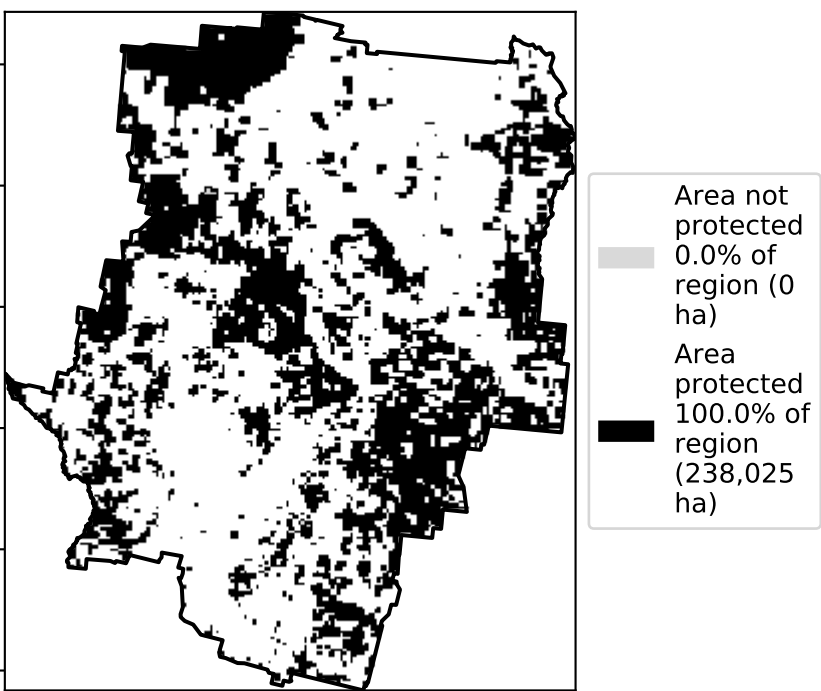 Area not
protected
0.0% of
region (0
ha)
Area
protected
100.0% of
region
(238,025
ha)